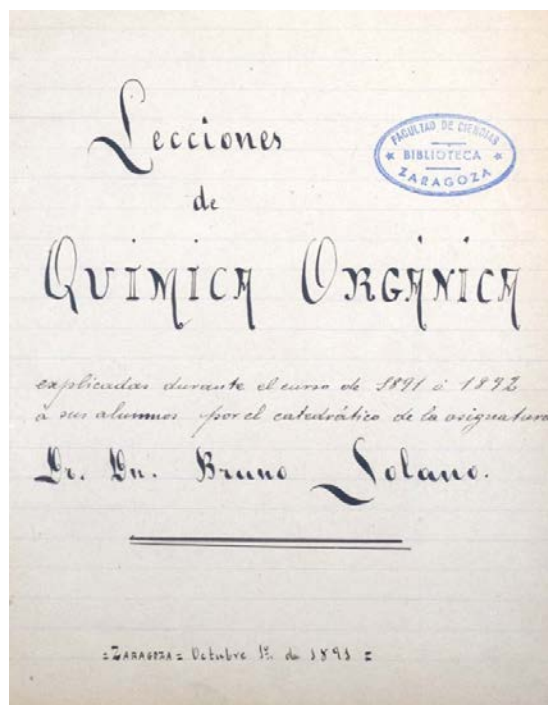 Lecciones
FACULTAD DE CIENCIAS
BIBLIOTECA
ZARAGOZA
de
QUÍMICA ORGÁNICA
explicadas durante el curso de 1891 á 1892
á sus alumnos por el catedrático de la asignatura
Dr. Dn. Bruno Solano.
=ZARAGOZA= Octubre 1º. de 1891 =